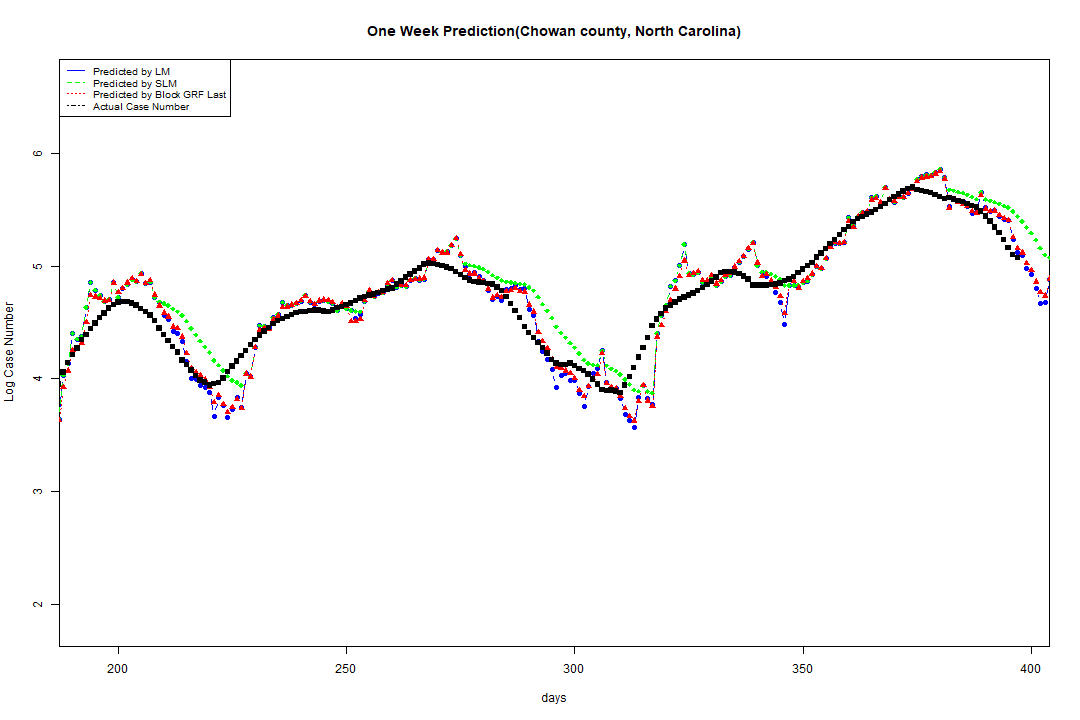 One Week Prediction(Chowan county, North Carolina)
Predicted by LM
Predicted by SLM
Predicted by Block GRF Last
Actual Case Number
6
5
4
3
2
Log Case Number
200
250
300
350
400
days